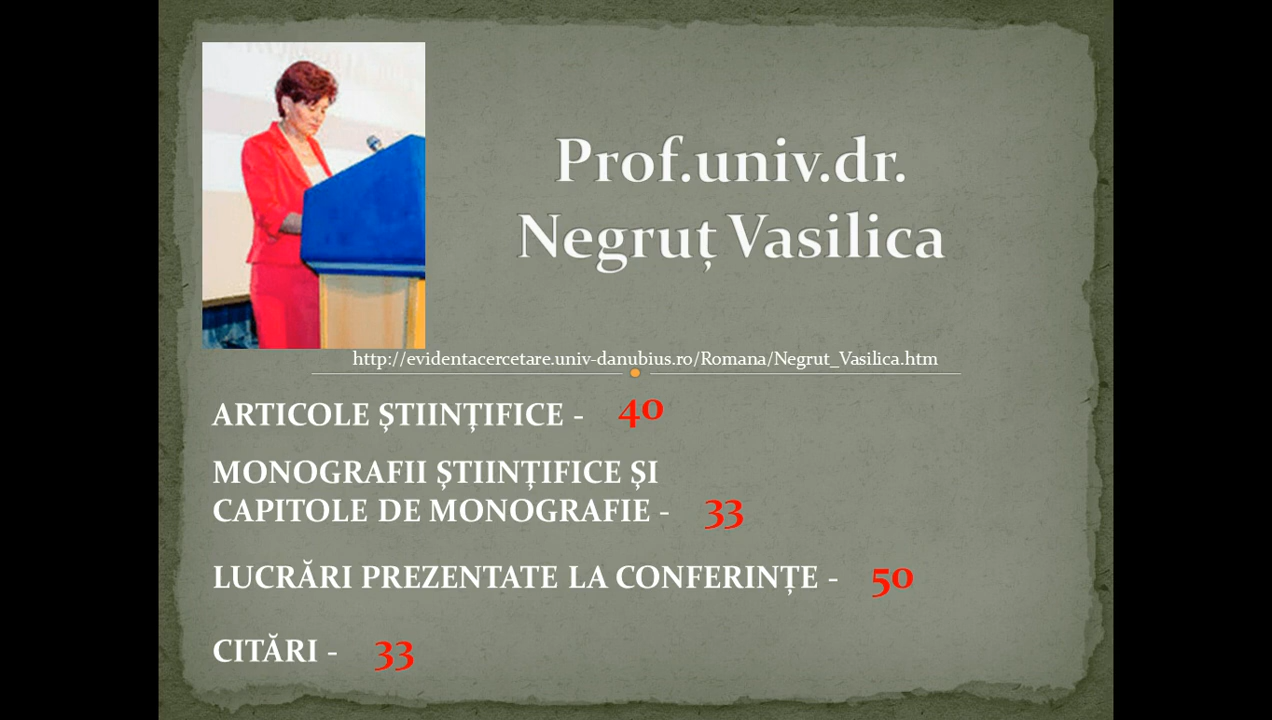 Prof.univ.dr.
Negruț Vasilica
http://evidentacercetare.univ-danubius.ro/Romana/Negrut_Vasilica.htm
ARTICOLE ȘTIINȚIFICE - 40
MONOGRAFII ȘTIINȚIFICE ȘI
CAPITOLE DE MONOGRAFIE - 33
LUCRĂRI PREZENTATE LA CONFERINȚE - 50
CITĂRI - 33